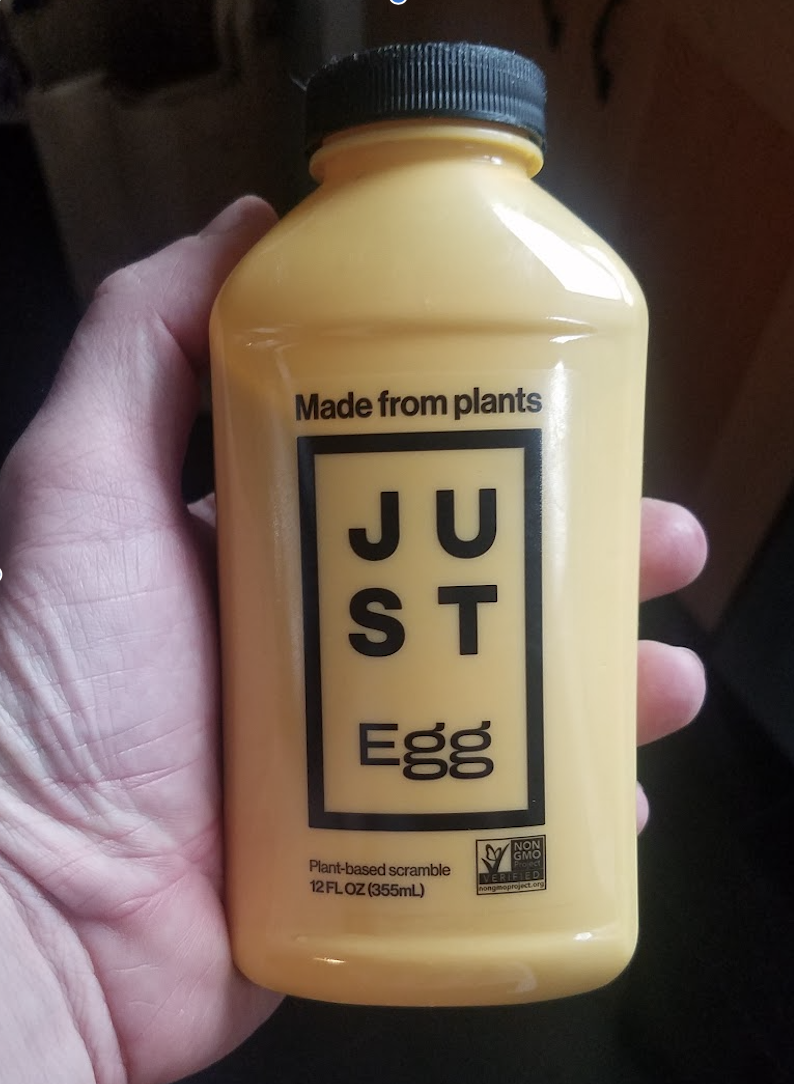 Made from plants
JU
ST
Egg
Plant-based scramble
12 FL OZ (355mL)
NON
GMO
Project
VERIFIED
nongmoproject.org